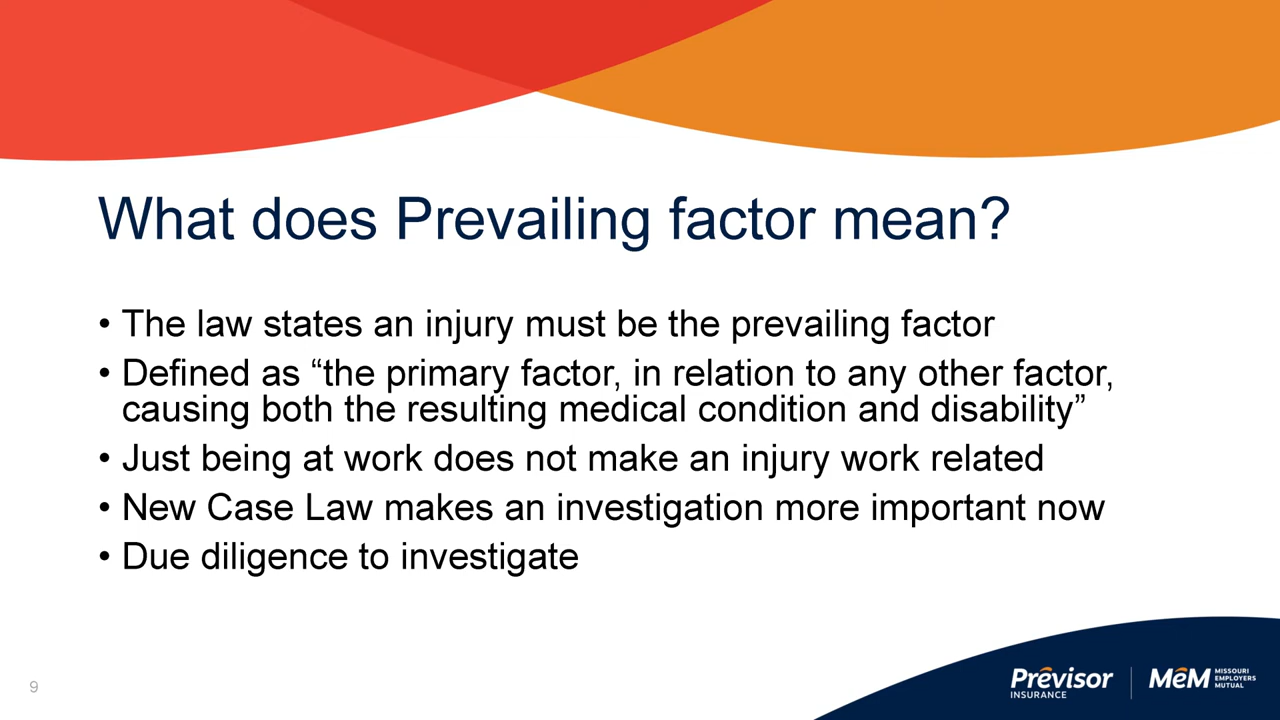 What does Prevailing factor mean?
• The law states an injury must be the prevailing factor
• Defined as “the primary factor, in relation to any other factor,
causing both the resulting medical condition and disability”
• Just being at work does not make an injury work related
• New Case Law makes an investigation more important now
• Due diligence to investigate
9
Prēvisor
INSURANCE
MēM
MISSOURI
EMPLOYERS
MUTUAL